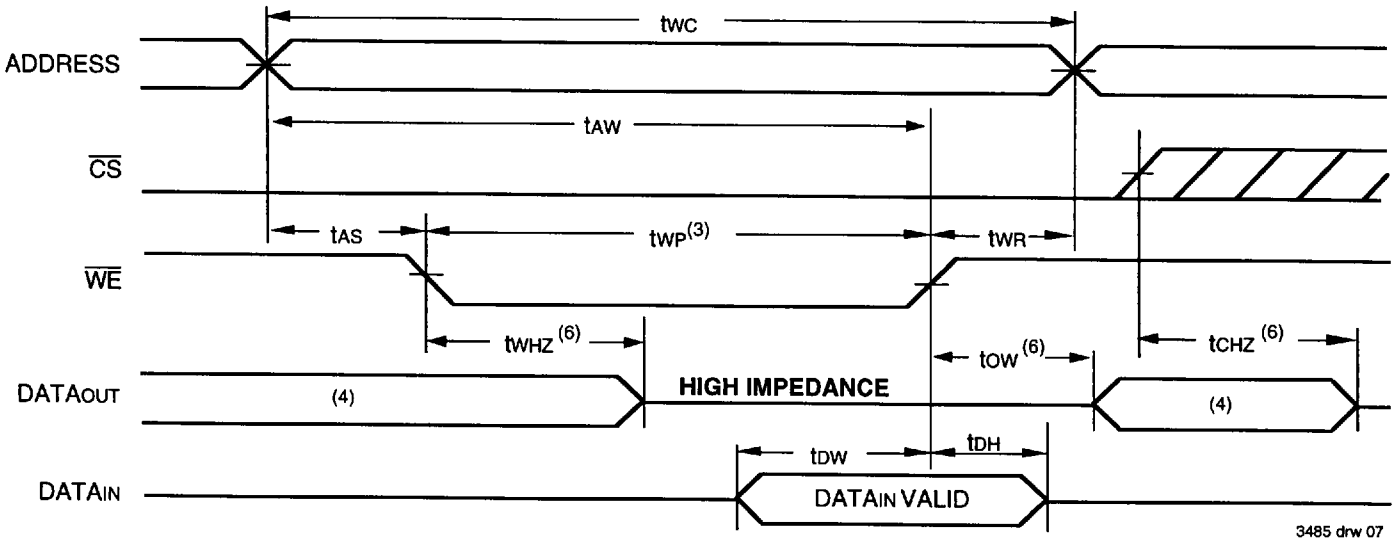 tWC
ADDRESS
tAW
CS
tAS
tWP(3)
tWR
WE
tWHZ (6)
tOW (6)
tCHZ (6)
DATAOUT
(4)
HIGH IMPEDANCE
(4)
tDW
tDH
DATAIN
DATAIN VALID
3485 drw 07